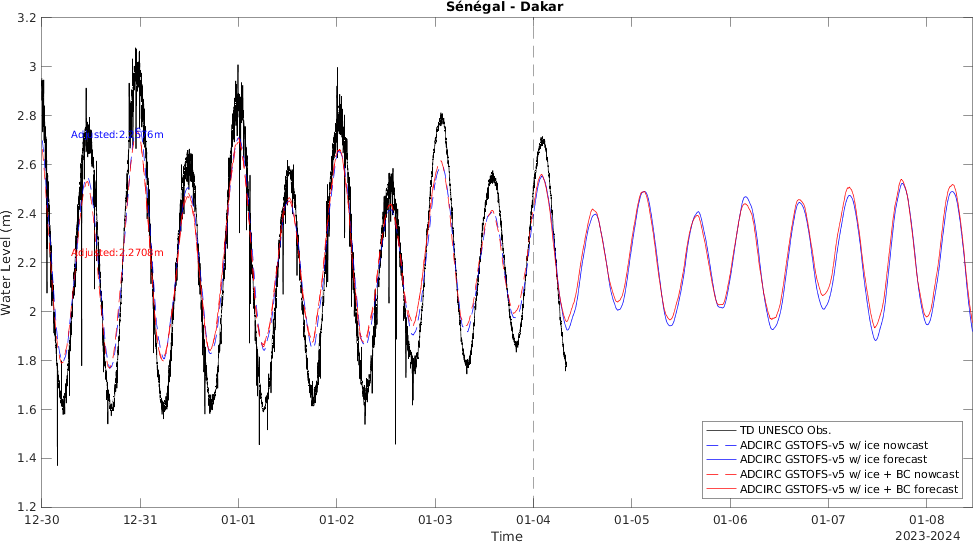 Sénégal - Dakar
3.2
3
2.8
2.6
2.4
2.2
2
1.8
1.6
1.4
1.2
Water Level (m)
Adjusted:2.2706m
12-30
12-31
01-01
01-02
01-03
01-04
01-05
01-06
01-07
01-08
Time
2023-2024
TD UNESCO Obs.
ADCIRC GSTOFS-v5 w/ ice nowcast
ADCIRC GSTOFS-v5 w/ ice forecast
ADCIRC GSTOFS-v5 w/ ice + BC nowcast
ADCIRC GSTOFS-v5 w/ ice + BC forecast